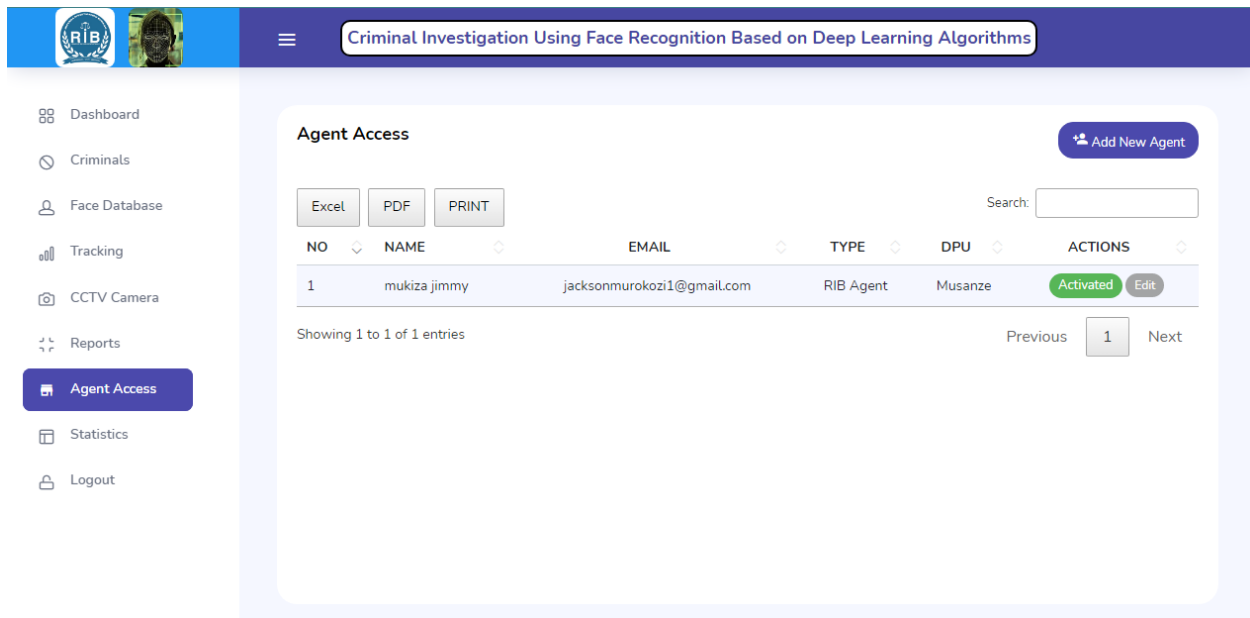 RIB
Criminal Investigation Using Face Recognition Based on Deep Learning Algorithms
Dashboard
Criminals
Face Database
Tracking
CCTV Camera
Reports
Agent Access
Statistics
Logout
Agent Access
Add New Agent
Excel PDF PRINT Search:
NO NAME EMAIL TYPE DPU ACTIONS
1 mukiza jimmy jacksonmurokozi1@gmail.com RIB Agent Musanze Activated Edit
Showing 1 to 1 of 1 entries Previous 1 Next